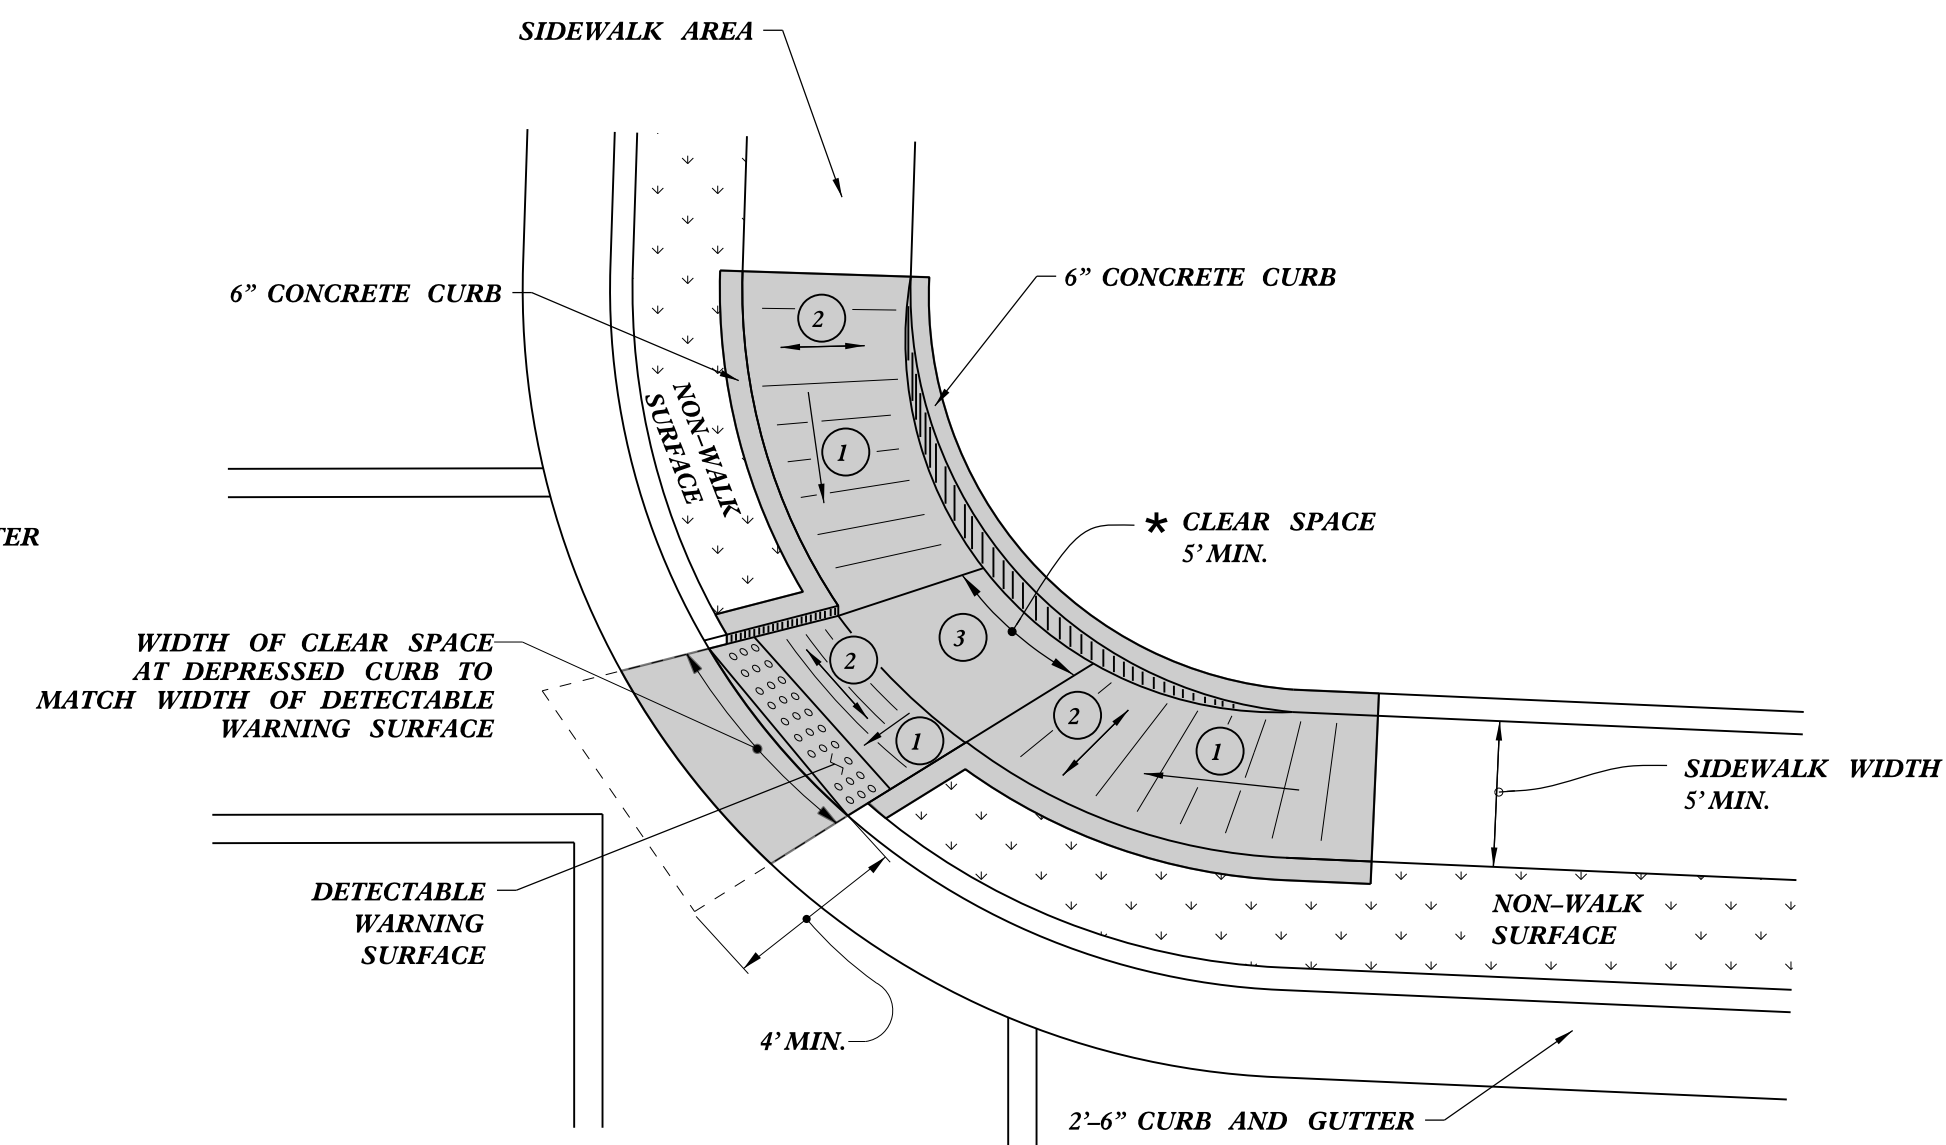 SIDEWALK AREA
6” CONCRETE CURB
6” CONCRETE CURB
2
NON–WALK
SURFACE
1
* CLEAR SPACE
5’ MIN.
TER
WIDTH OF CLEAR SPACE
AT DEPRESSED CURB TO
MATCH WIDTH OF DETECTABLE
WARNING SURFACE
3
2
2
1
1
SIDEWALK WIDTH
5’ MIN.
DETECTABLE
WARNING
SURFACE
NON–WALK
SURFACE
4’ MIN.
2’–6” CURB AND GUTTER